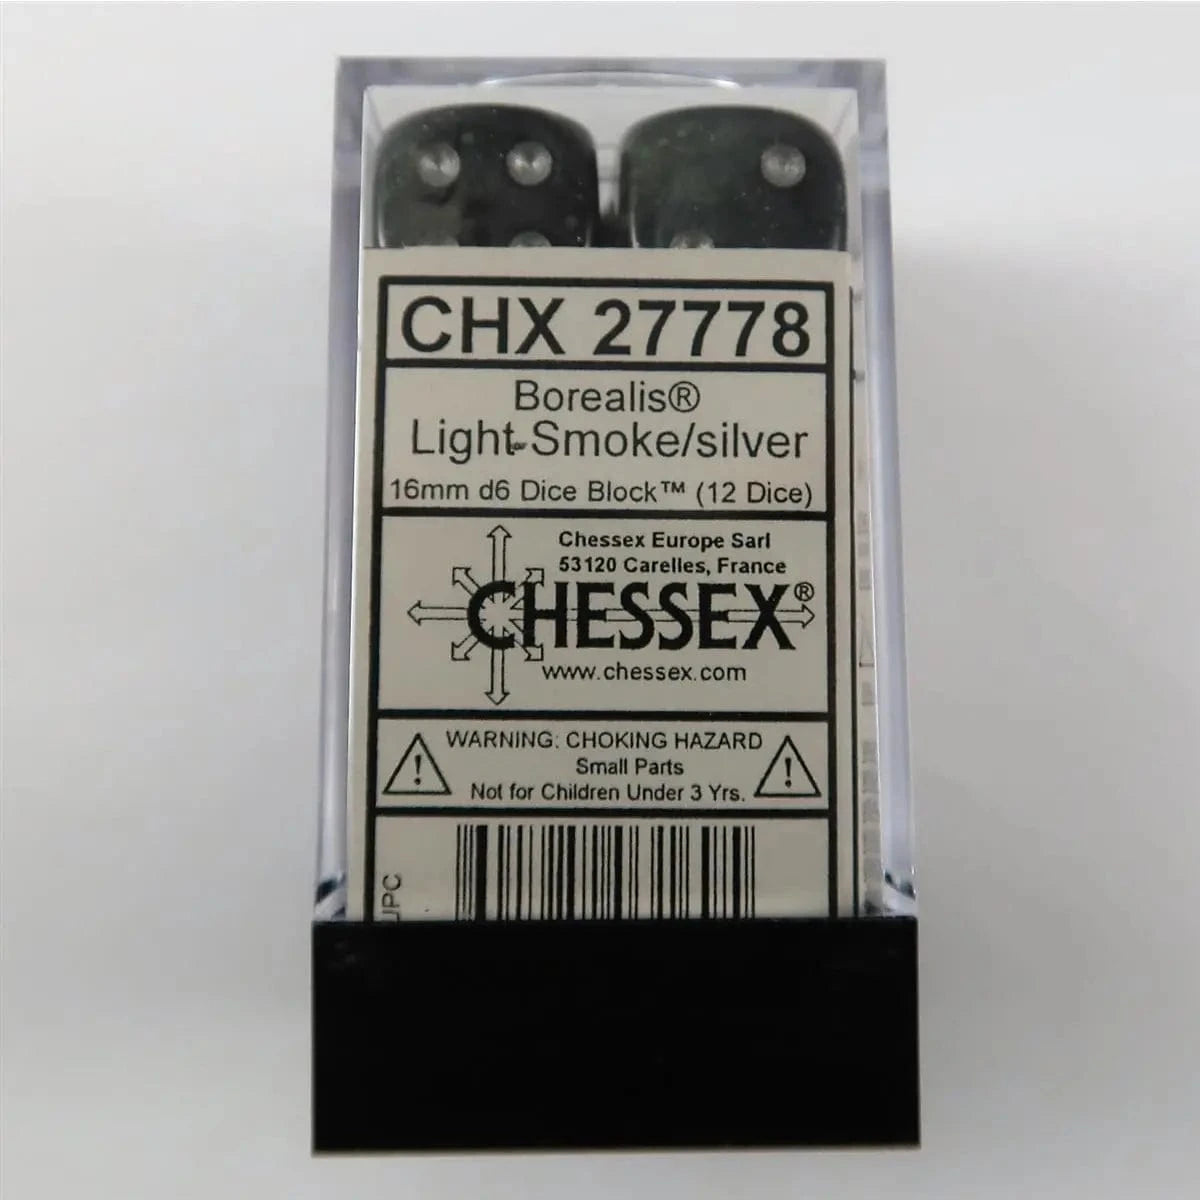 CHX 27778
Borealis®
Light Smoke/silver
16mm d6 Dice Block™ (12 Dice)
Chessex Europe Sarl
53120 Carelles, France
CHESSEX®
www.chessex.com
WARNING: CHOKING HAZARD
Small Parts
Not for Children Under 3 Yrs.
UPC